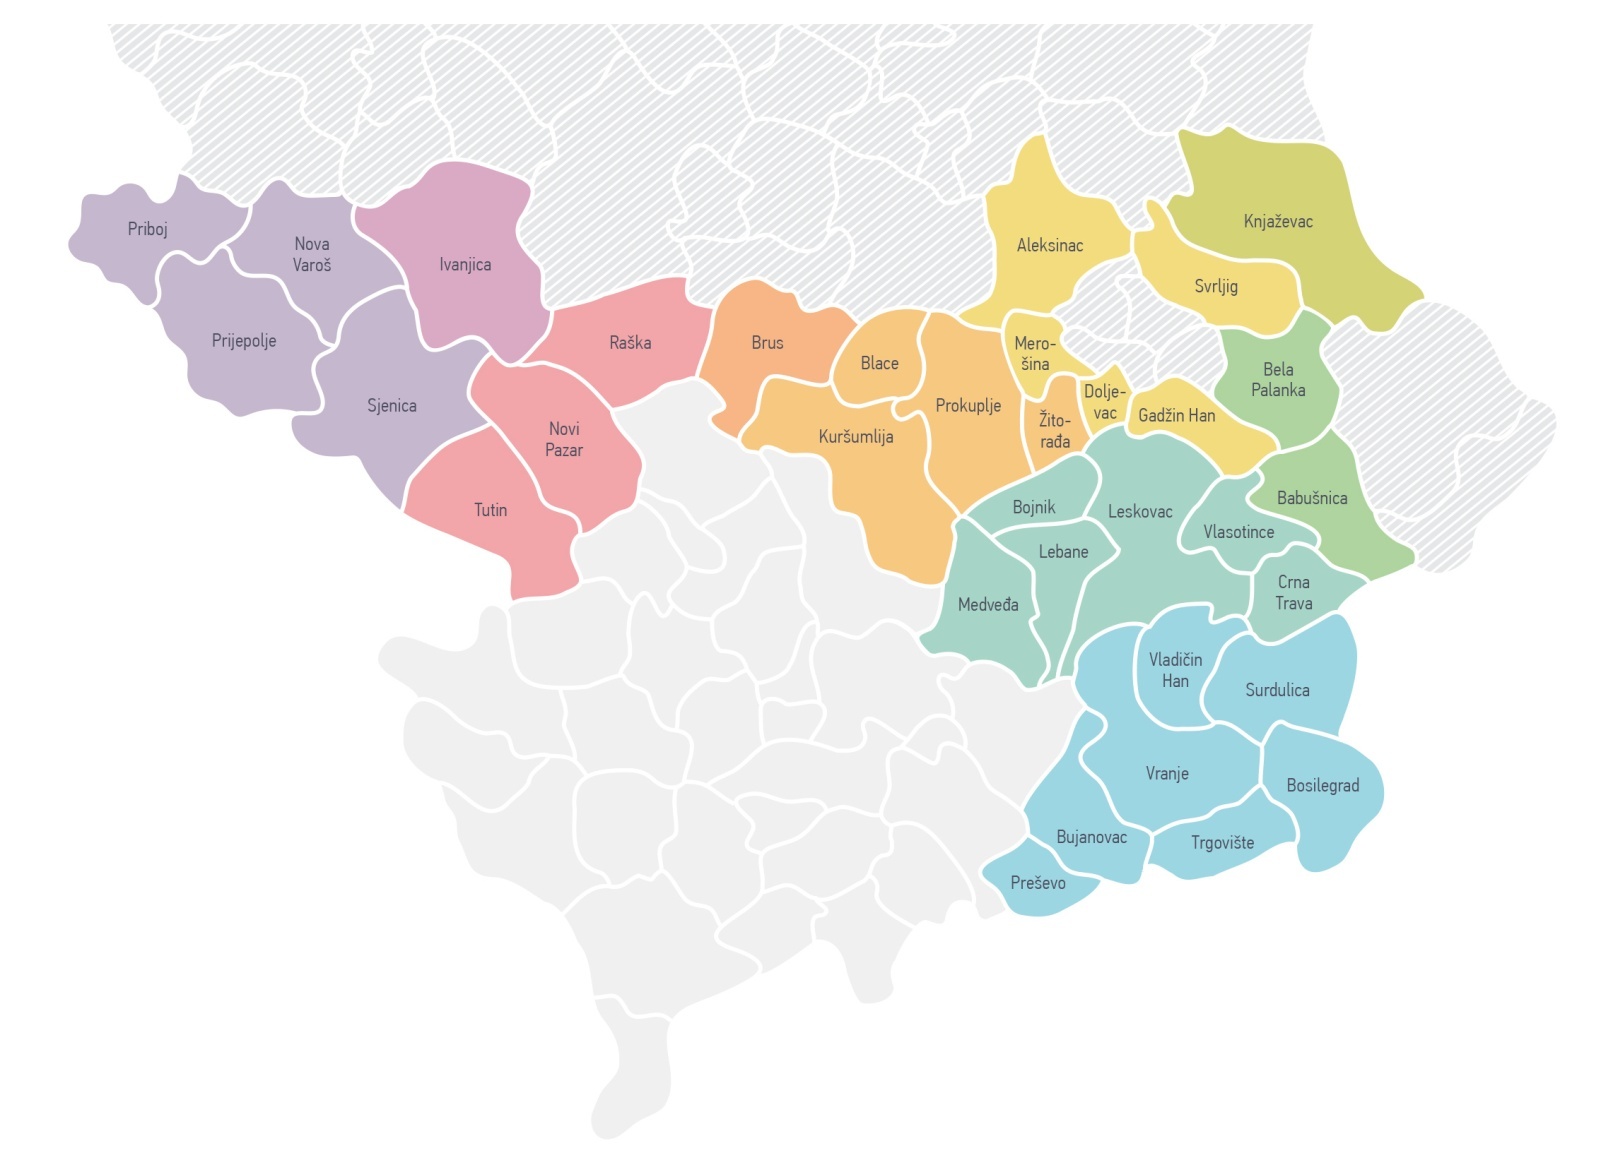 Priboj
Nova
Varoš
Ivanjica
Prijepolje
Sjenica
Raška
Novi
Pazar
Tutin
Brus
Blace
Kuršumlija
Prokuplje
Aleksinac
Mero-
šina
Žito-
rađa
Dolje-
vac
Gadžin Han
Knjaževac
Svrljig
Bela
Palanka
Babušnica
Bojnik
Leskovac
Vlasotince
Lebane
Medveđa
Crna
Trava
Vladičin
Han
Surdulica
Vranje
Bosilegrad
Bujanovac
Trgovište
Preševo